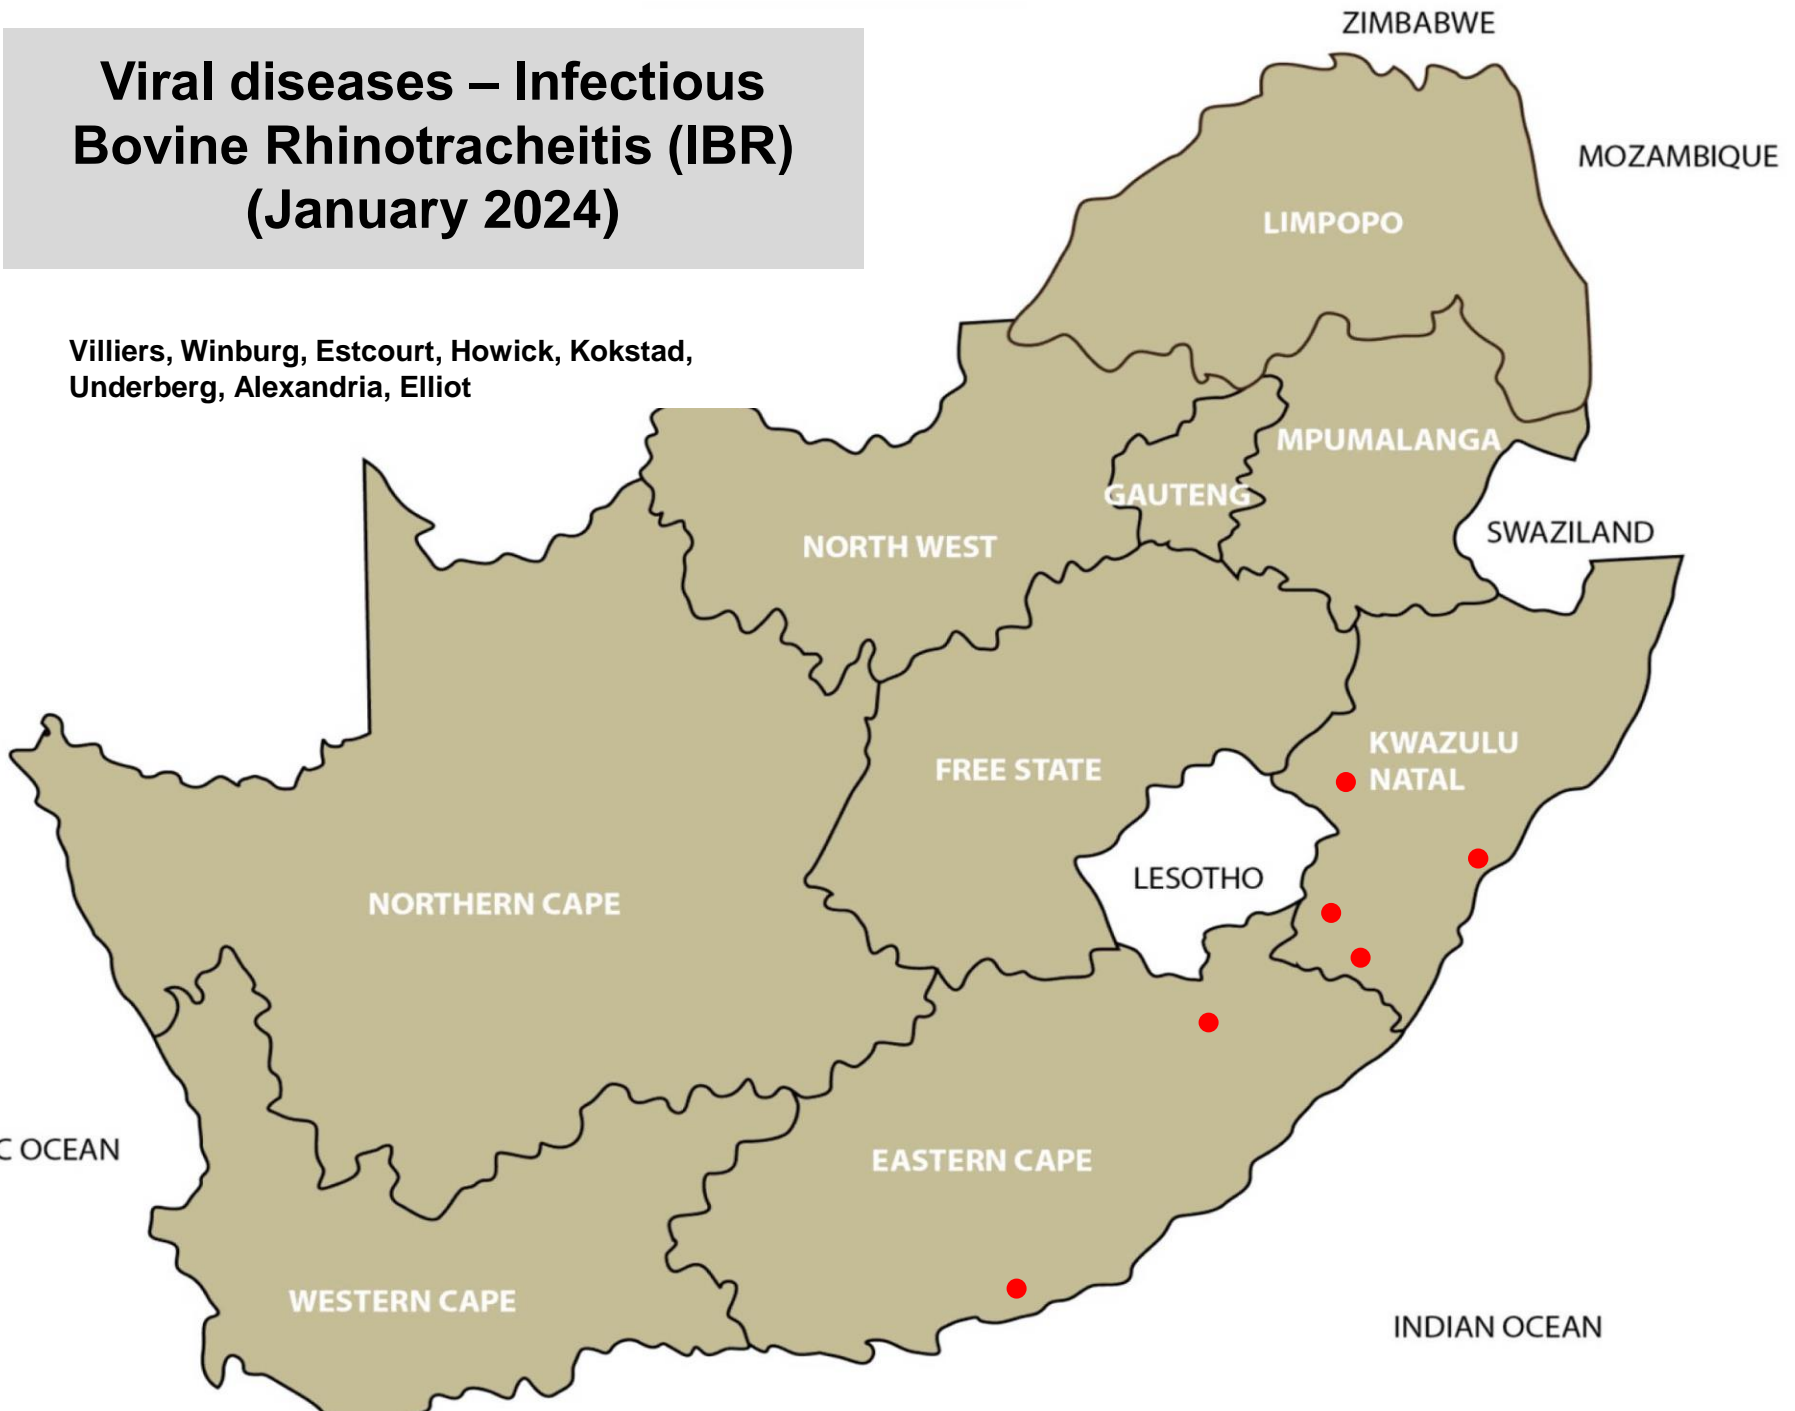 ZIMBABWE
Viral diseases – Infectious
Bovine Rhinotracheitis (IBR)
(January 2024)
MOZAMBIQUE
LIMPOPO
Villiers, Winburg, Estcourt, Howick, Kokstad,
Underberg, Alexandria, Elliot
MPUMALANGA
GAUTENG
SWAZILAND
NORTH WEST
KWAZULU
NATAL
FREE STATE
LESOTHO
NORTHERN CAPE
C OCEAN
EASTERN CAPE
WESTERN CAPE
INDIAN OCEAN